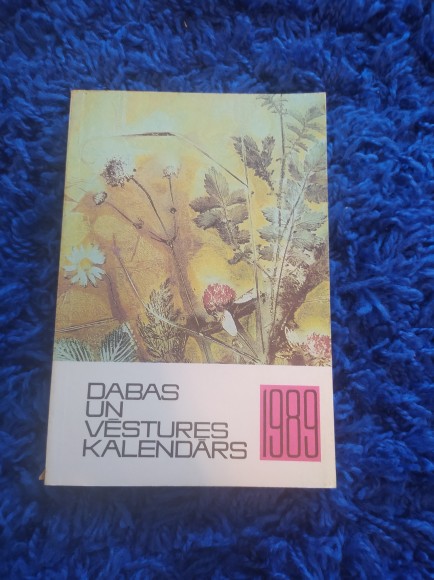 DABAS
UN
VĒSTURES
KALENDĀRS
1989